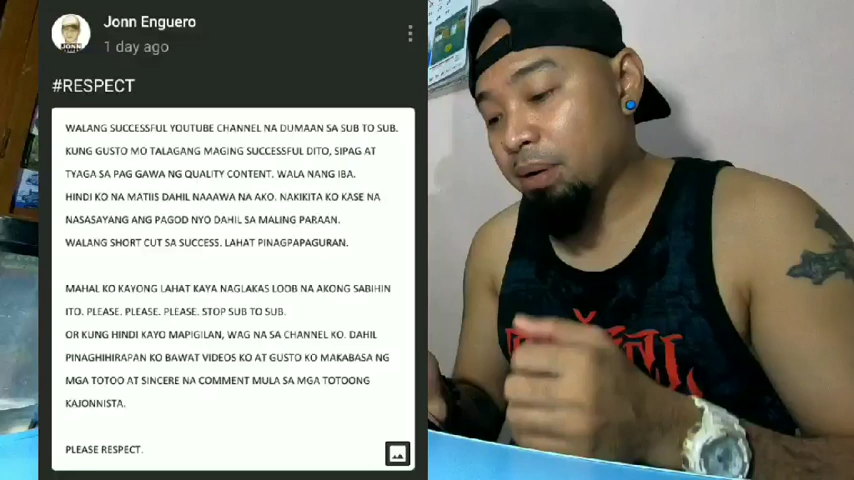 Jonn Enguero
1 day ago
#RESPECT
WALANG SUCCESSFUL YOUTUBE CHANNEL NA DUMAAN SA SUB TO SUB.
KUNG GUSTO MO TALAGANG MAGING SUCCESSFUL DITO, SIPAG AT
TYAGA SA PAG GAWA NG QUALITY CONTENT. WALA NANG IBA.
HINDI KO NA MATIIS DAHIL NAAAWA NA AKO. NAKIKITA KO KASE NA
NASASAYANG ANG PAGOD NYO DAHIL SA MALING PARAAN.
WALANG SHORT CUT SA SUCCESS. LAHAT PINAGPAPAGURAN.
MAHAL KO KAYONG LAHAT KAYA NAGLAKAS LOOB NA AKONG SABIHIN
ITO. PLEASE. PLEASE. PLEASE. STOP SUB TO SUB.
OR KUNG HINDI KAYO MAPIGILAN, WAG NA SA CHANNEL KO. DAHIL
PINAGHIHIRAPAN KO BAWAT VIDEOS KO AT GUSTO KO MAKABASA NG
MGA TOTOO AT SINCERE NA COMMENT MULA SA MGA TOTOONG
KAJONNISTA.
PLEASE RESPECT.